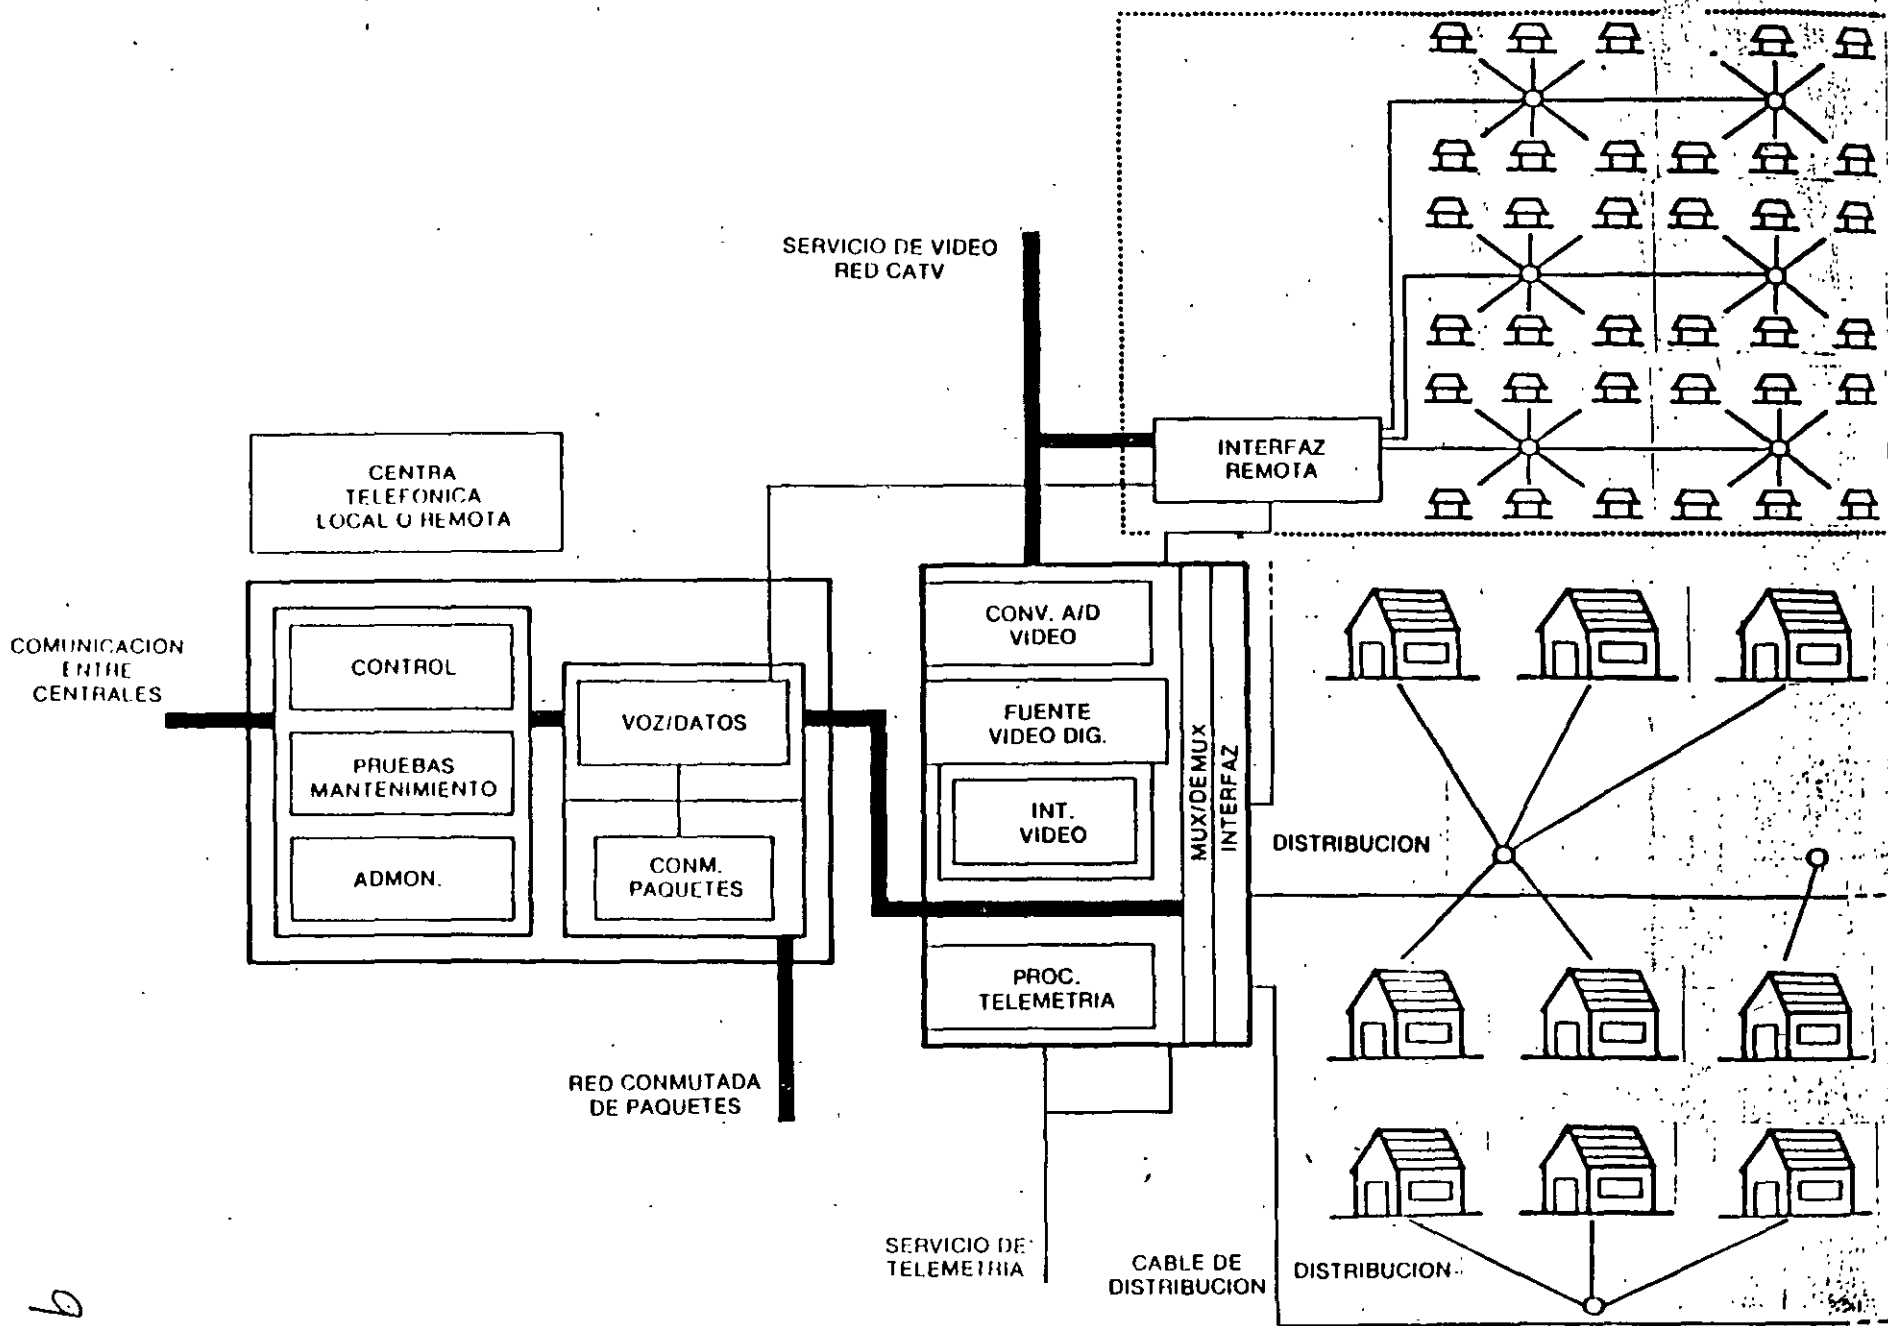 SERVICIO DE VIDEO
RED CATV
INTERFAZ
REMOTA
CENTRA
TELEFONICA
LOCAL O REMOTA
COMUNICACION
ENTRE
CENTRALES
CONTROL
PRUEBAS
MANTENIMIENTO
ADMON.
VOZ/DATOS
CONM.
PAQUETES
CONV. A/D
VIDEO
FUENTE
VIDEO DIG.
INT.
VIDEO
PROC.
TELEMETRIA
MUX/DEMUX
INTERFAZ
DISTRIBUCION
RED CONMUTADA
DE PAQUETES
SERVICIO DE
TELEMETRIA
CABLE DE
DISTRIBUCION
DISTRIBUCION